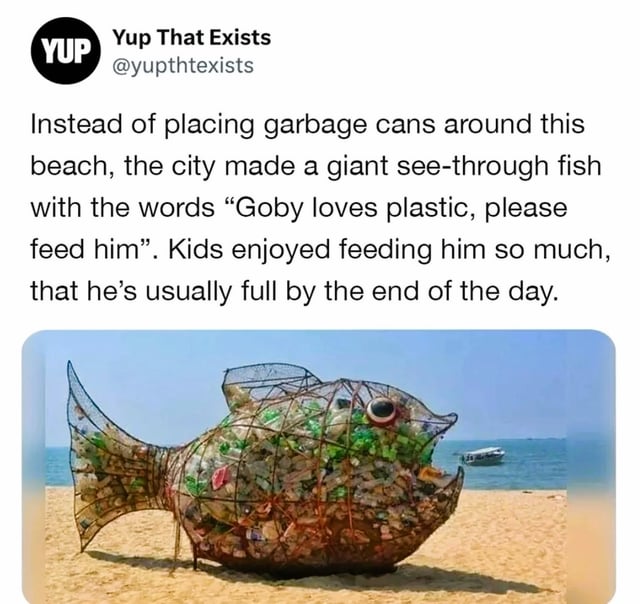 YUP
Yup That Exists
@yupthtexists
Instead of placing garbage cans around this
beach, the city made a giant see-through fish
with the words “Goby loves plastic, please
feed him”. Kids enjoyed feeding him so much,
that he’s usually full by the end of the day.